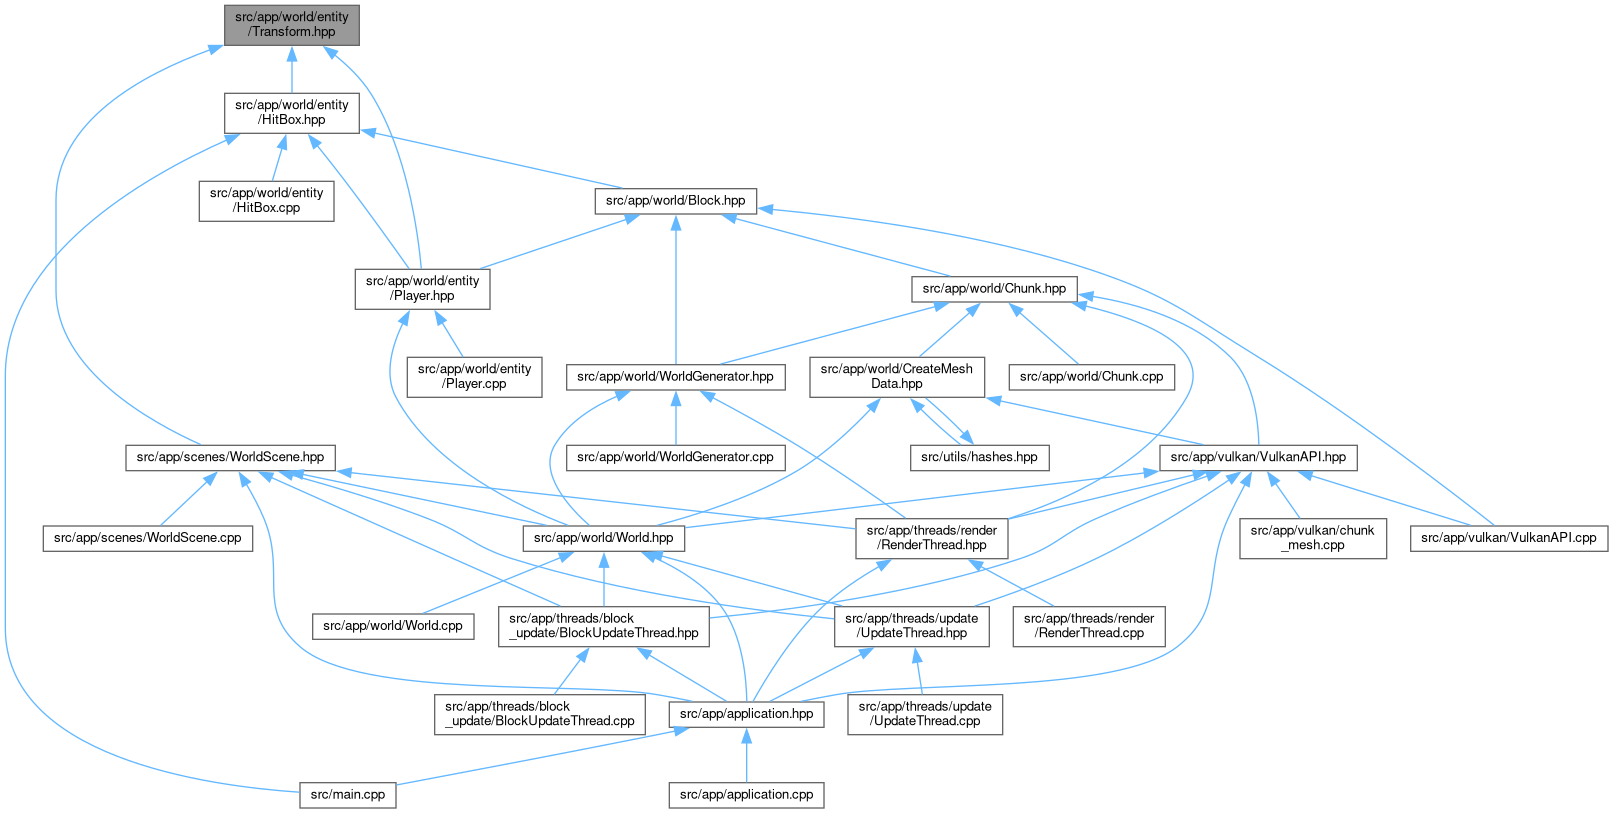 src/app/world/entity
/Transform.hpp
src/app/world/entity
/HitBox.hpp
src/app/world/entity
/HitBox.cpp
src/app/world/Block.hpp
src/app/world/entity
/Player.hpp
src/app/world/Chunk.hpp
src/app/world/entity
/Player.cpp
src/app/world/WorldGenerator.hpp
src/app/world/CreateMesh
Data.hpp
src/app/world/Chunk.cpp
src/app/scenes/WorldScene.hpp
src/app/world/WorldGenerator.cpp
src/utils/hashes.hpp
src/app/vulkan/VulkanAPI.hpp
src/app/scenes/WorldScene.cpp
src/app/world/World.hpp
src/app/threads/render
/RenderThread.hpp
src/app/vulkan/chunk
_mesh.cpp
src/app/vulkan/VulkanAPI.cpp
src/app/world/World.cpp
src/app/threads/block
_update/BlockUpdateThread.hpp
src/app/threads/update
/UpdateThread.hpp
src/app/threads/render
/RenderThread.cpp
src/app/threads/block
_update/BlockUpdateThread.cpp
src/app/application.hpp
src/app/threads/update
/UpdateThread.cpp
src/main.cpp
src/app/application.cpp